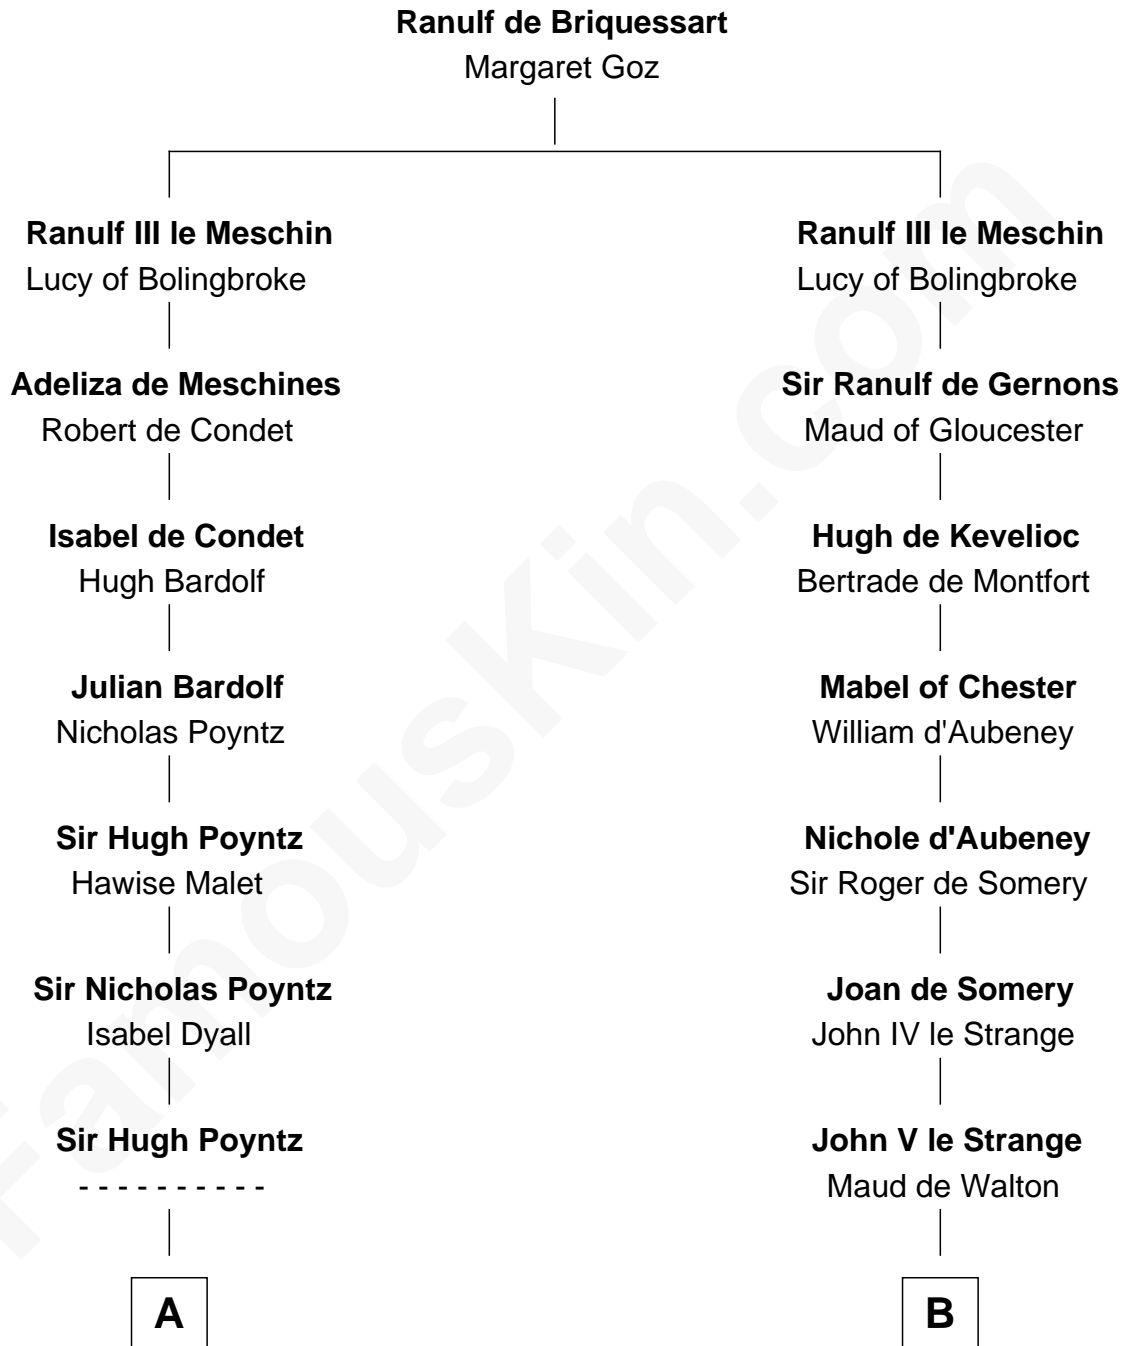 Ranulf de Briquessart
Margaret Goz
Ranulf III le Meschin
Lucy of Bolingbroke
Adeliza de Meschines
Robert de Condet
Isabel de Condet
Hugh Bardolf
Julian Bardolf
Nicholas Poyntz
Sir Hugh Poyntz
Hawise Malet
Sir Nicholas Poyntz
Isabel Dyall
Sir Hugh Poyntz
- - - - - - - - - -
A
Ranulf III le Meschin
Lucy of Bolingbroke
Sir Ranulf de Gernons
Maud of Gloucester
Hugh de Kevelioc
Bertrade de Montfort
Mabel of Chester
William d'Aubeney
Nichole d'Aubeney
Sir Roger de Somery
Joan de Somery
John IV le Strange
John V le Strange
Maud de Walton
B
FamousKin.com